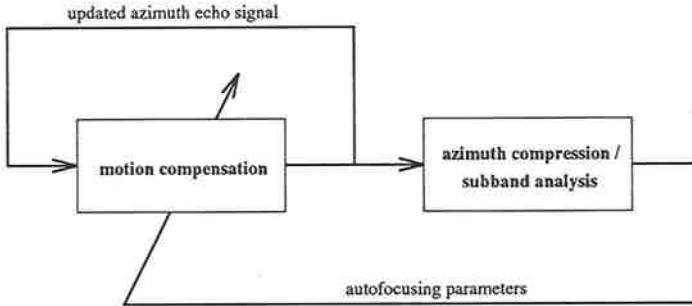 updated azimuth echo signal
motion compensation
azimuth compression /
subband analysis
autofocusing parameters